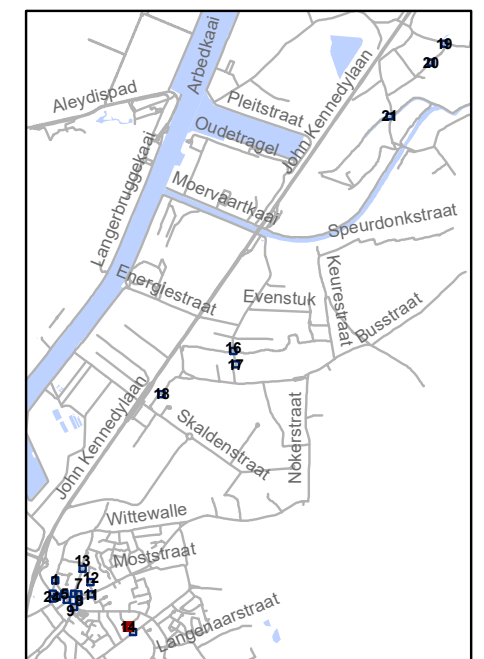 19
Arbedkaai
20
Aleydispad
Pleitstraat
21
John Kennedylaan
Oudetragel
Langerbruggekaai
Moervaartkaai
Speurdonkstraat
Energiestraat
Evenstuk
Keurestraat
Busstraat
16
17
18
John Kennedylaan
Skaldenstraat
Nokerstraat
Wittewalle
13
Moststraat
1
7
12
11
9
14
Langenaarstraat